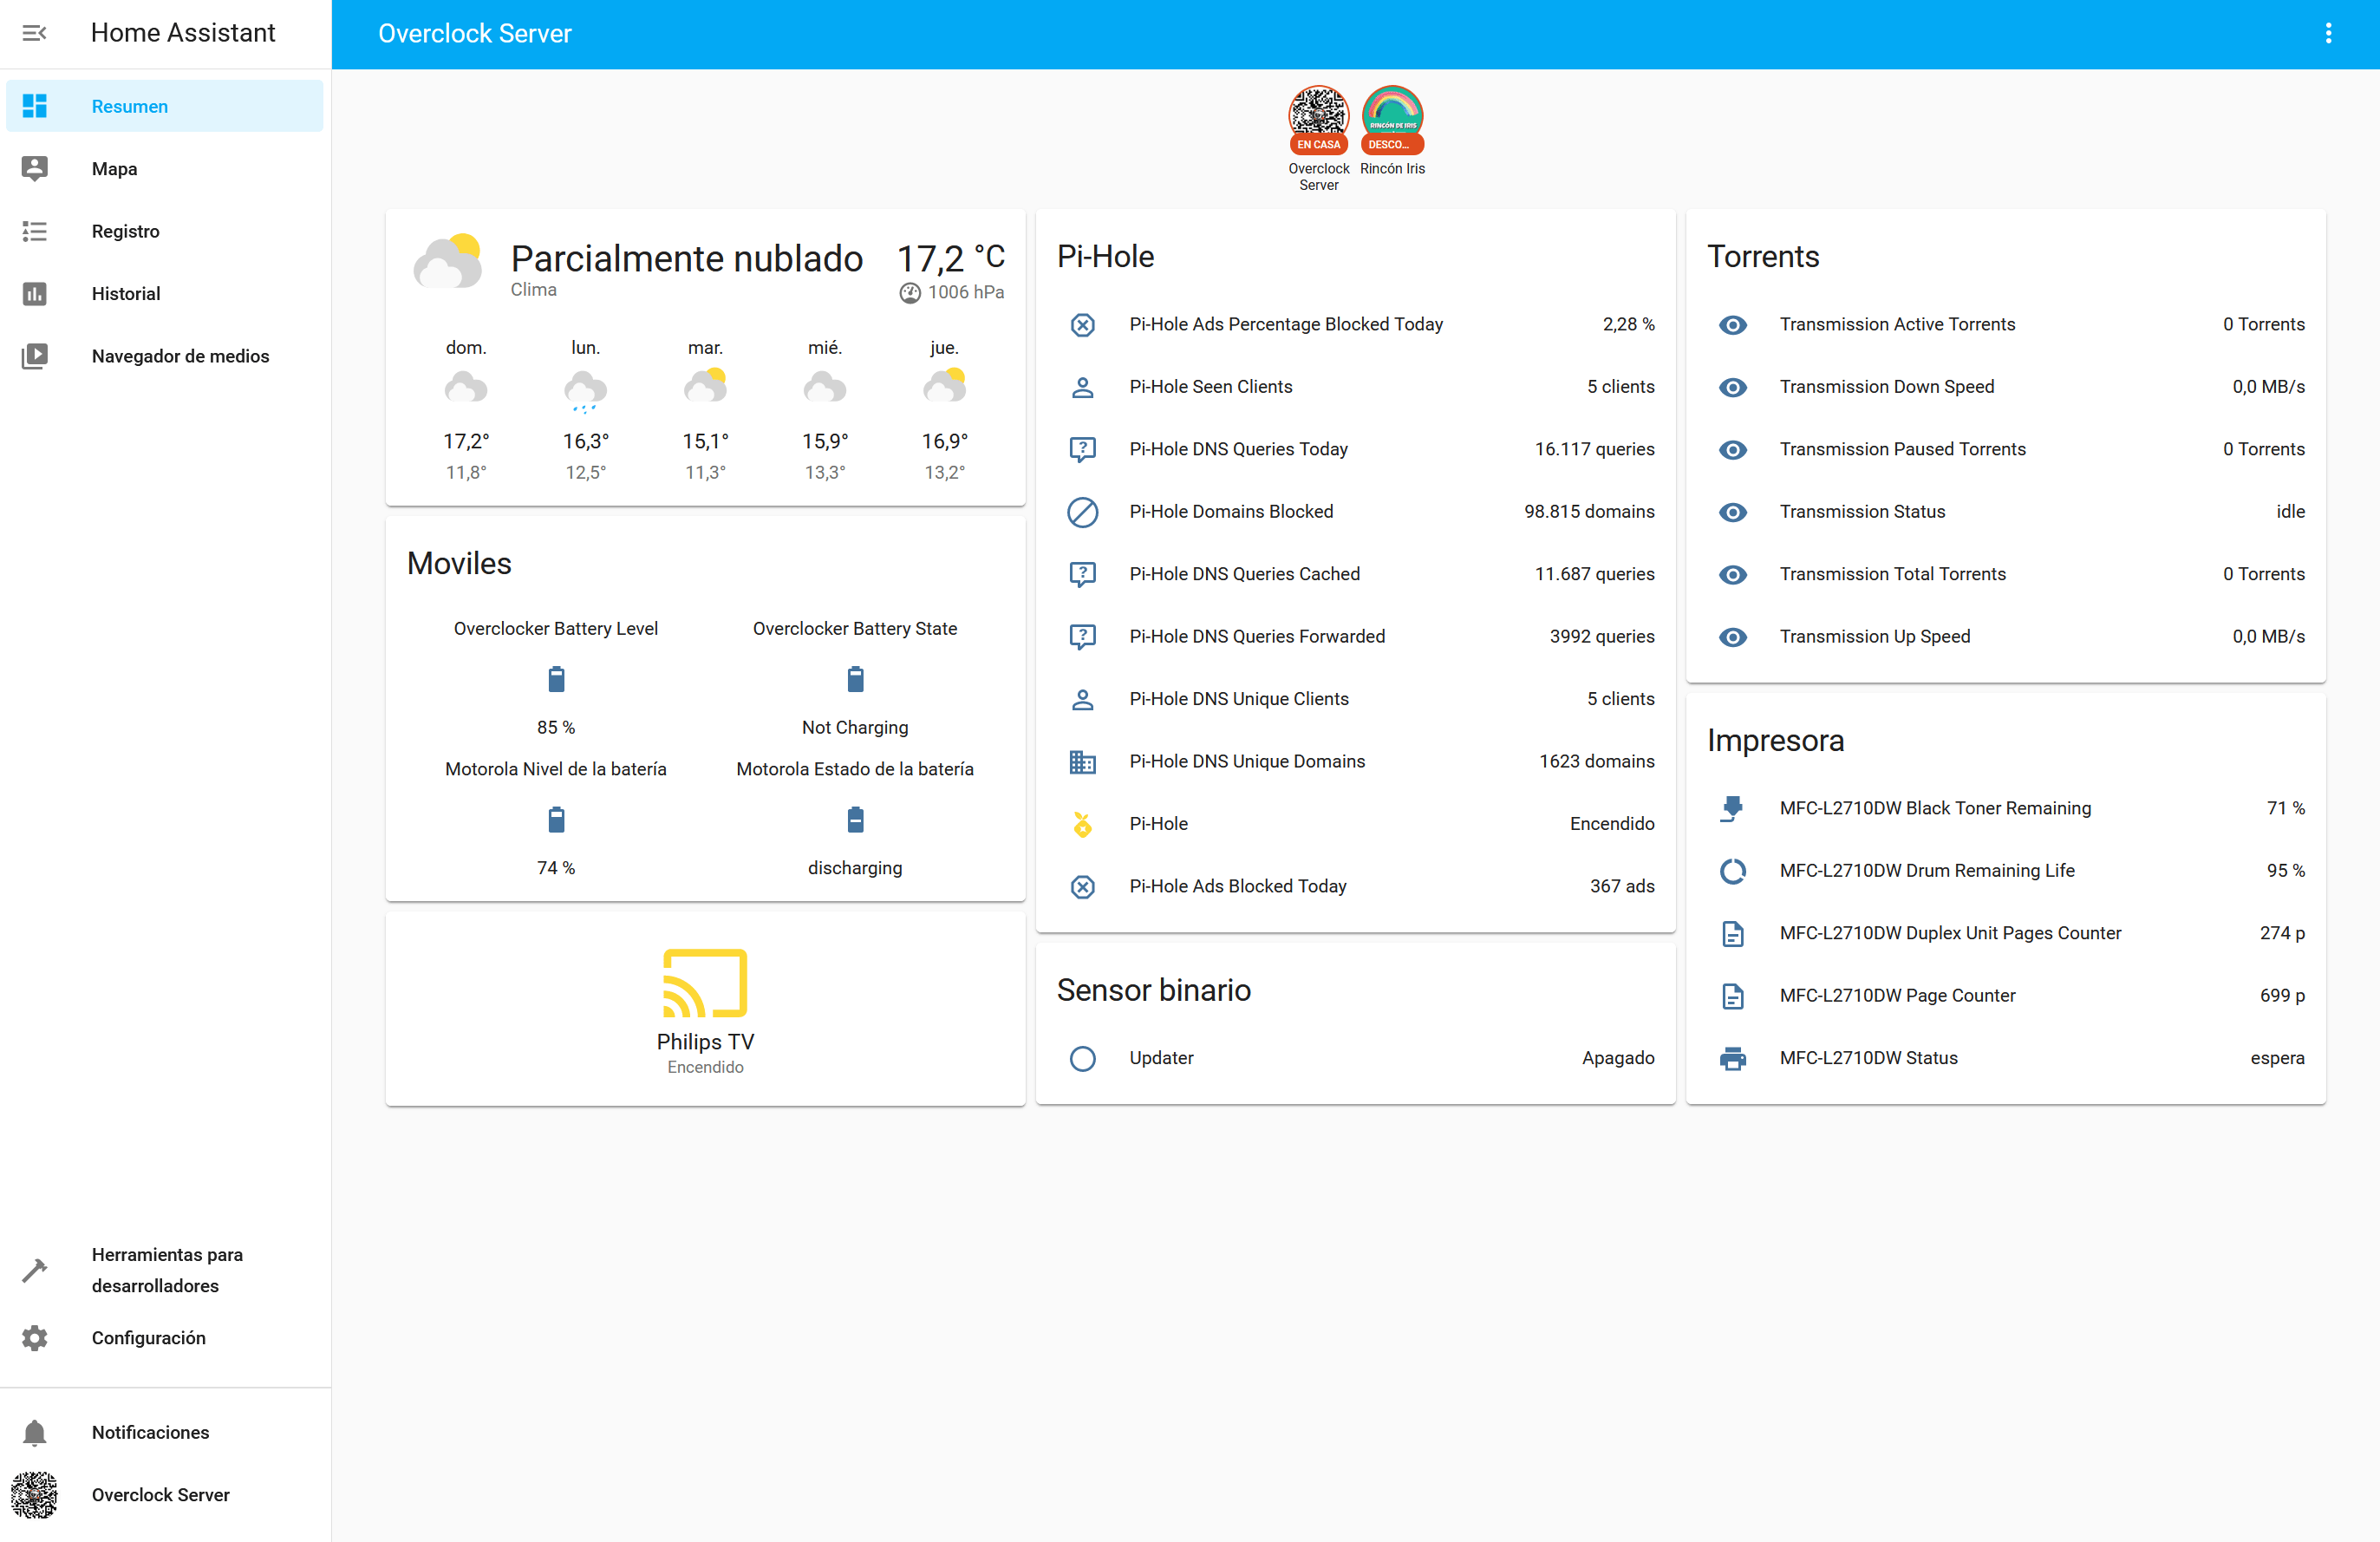 Home Assistant
Overclock Server
Resumen
Mapa
Registro
Historial
Navegador de medios
Herramientas para
desarrolladores
Configuración
Notificaciones
Overclock Server
RINCÓN DE IRIS
EN CASA
DESCO...
Overclock
Server
Rincón Iris
Parcialmente nublado
17,2 °C
Clima
1006 hPa
dom. lun. mar. mié. jue.
17,2° 16,3° 15,1° 15,9° 16,9°
11,8° 12,5° 11,3° 13,3° 13,2°
Moviles
Overclocker Battery Level
Overclocker Battery State
85 %
Not Charging
Motorola Nivel de la batería
Motorola Estado de la batería
74 %
discharging
Philips TV
Encendido
Pi-Hole
Pi-Hole Ads Percentage Blocked Today 2,28 %
Pi-Hole Seen Clients 5 clients
Pi-Hole DNS Queries Today 16.117 queries
Pi-Hole Domains Blocked 98.815 domains
Pi-Hole DNS Queries Cached 11.687 queries
Pi-Hole DNS Queries Forwarded 3992 queries
Pi-Hole DNS Unique Clients 5 clients
Pi-Hole DNS Unique Domains 1623 domains
Pi-Hole Encendido
Pi-Hole Ads Blocked Today 367 ads
Sensor binario
Updater Apagado
Torrents
Transmission Active Torrents 0 Torrents
Transmission Down Speed 0,0 MB/s
Transmission Paused Torrents 0 Torrents
Transmission Status idle
Transmission Total Torrents 0 Torrents
Transmission Up Speed 0,0 MB/s
Impresora
MFC-L2710DW Black Toner Remaining 71 %
MFC-L2710DW Drum Remaining Life 95 %
MFC-L2710DW Duplex Unit Pages Counter 274 p
MFC-L2710DW Page Counter 699 p
MFC-L2710DW Status espera